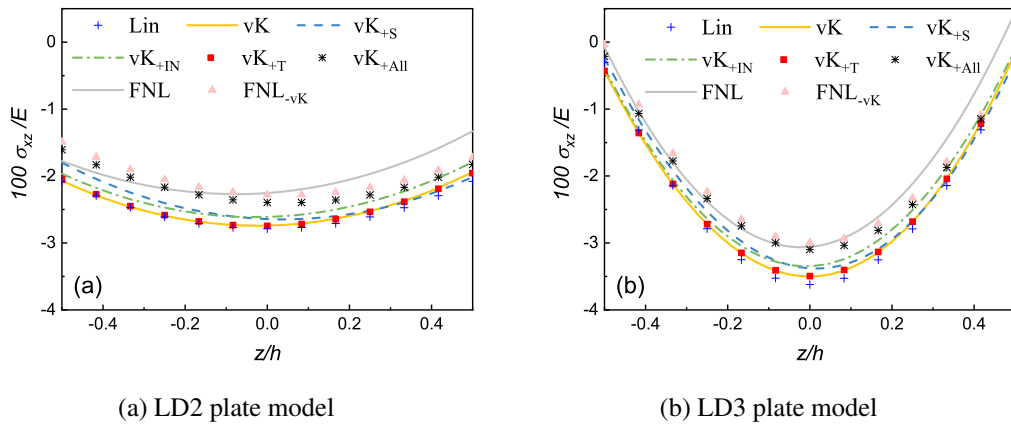 Lin vK vK+S
vK+IN vK+T vK+All
FNL FNL-vK
100 σxz /E
0
-1
-2
-3
-4
(a)
-0.4 -0.2 0.0 0.2 0.4
z/h
(a) LD2 plate model
Lin vK vK+S
vK+IN vK+T vK+All
FNL FNL-vK
100 σxz /E
0
-1
-2
-3
-4
(b)
-0.4 -0.2 0.0 0.2 0.4
z/h
(b) LD3 plate model